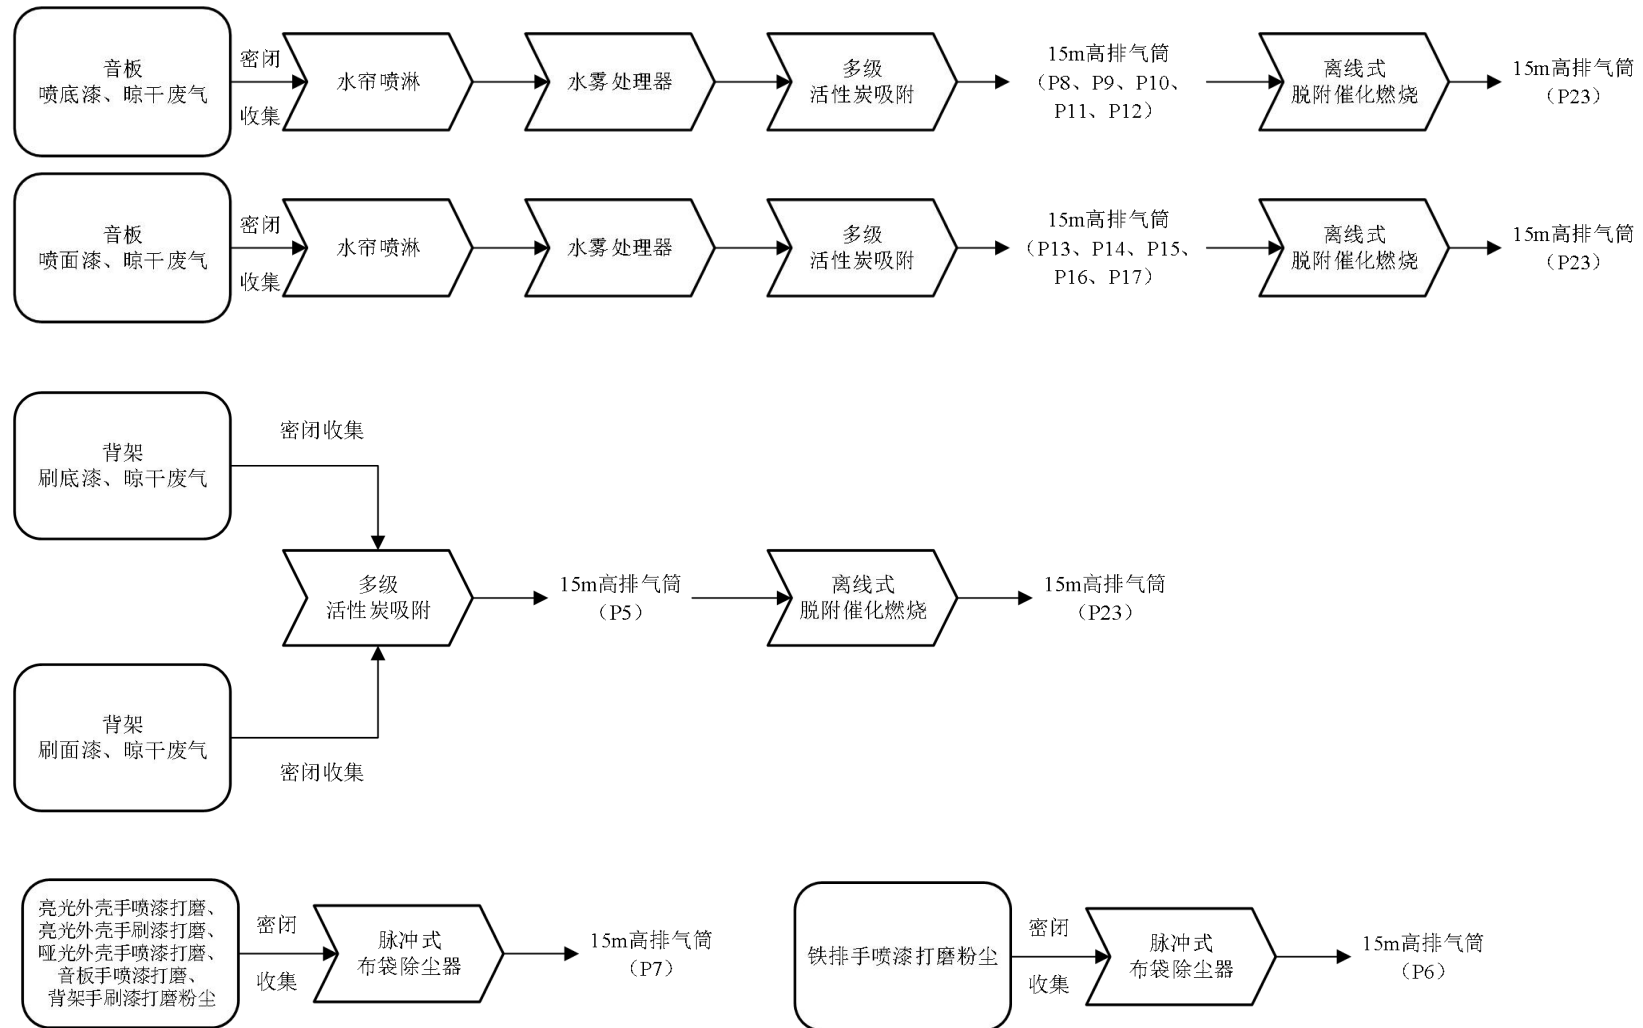 音板
喷底漆、晾干废气
密闭
收集
水帘喷淋
水雾处理器
多级
活性炭吸附
15m高排气筒
（P8、P9、P10、
P11、P12）
离线式
脱附催化燃烧
15m高排气筒
（P23）
音板
喷面漆、晾干废气
密闭
收集
水帘喷淋
水雾处理器
多级
活性炭吸附
15m高排气筒
（P13、P14、P15、
P16、P17）
离线式
脱附催化燃烧
15m高排气筒
（P23）
背架
刷底漆、晾干废气
密闭收集
多级
活性炭吸附
15m高排气筒
（P5）
离线式
脱附催化燃烧
15m高排气筒
（P23）
背架
刷面漆、晾干废气
密闭收集
亮光外壳手喷漆打磨、
亮光外壳手刷漆打磨、
哑光外壳手喷漆打磨、
音板手喷漆打磨、
背架手刷漆打磨粉尘
密闭
收集
脉冲式
布袋除尘器
15m高排气筒
（P7）
铁排手喷漆打磨粉尘
密闭
收集
脉冲式
布袋除尘器
15m高排气筒
（P6）